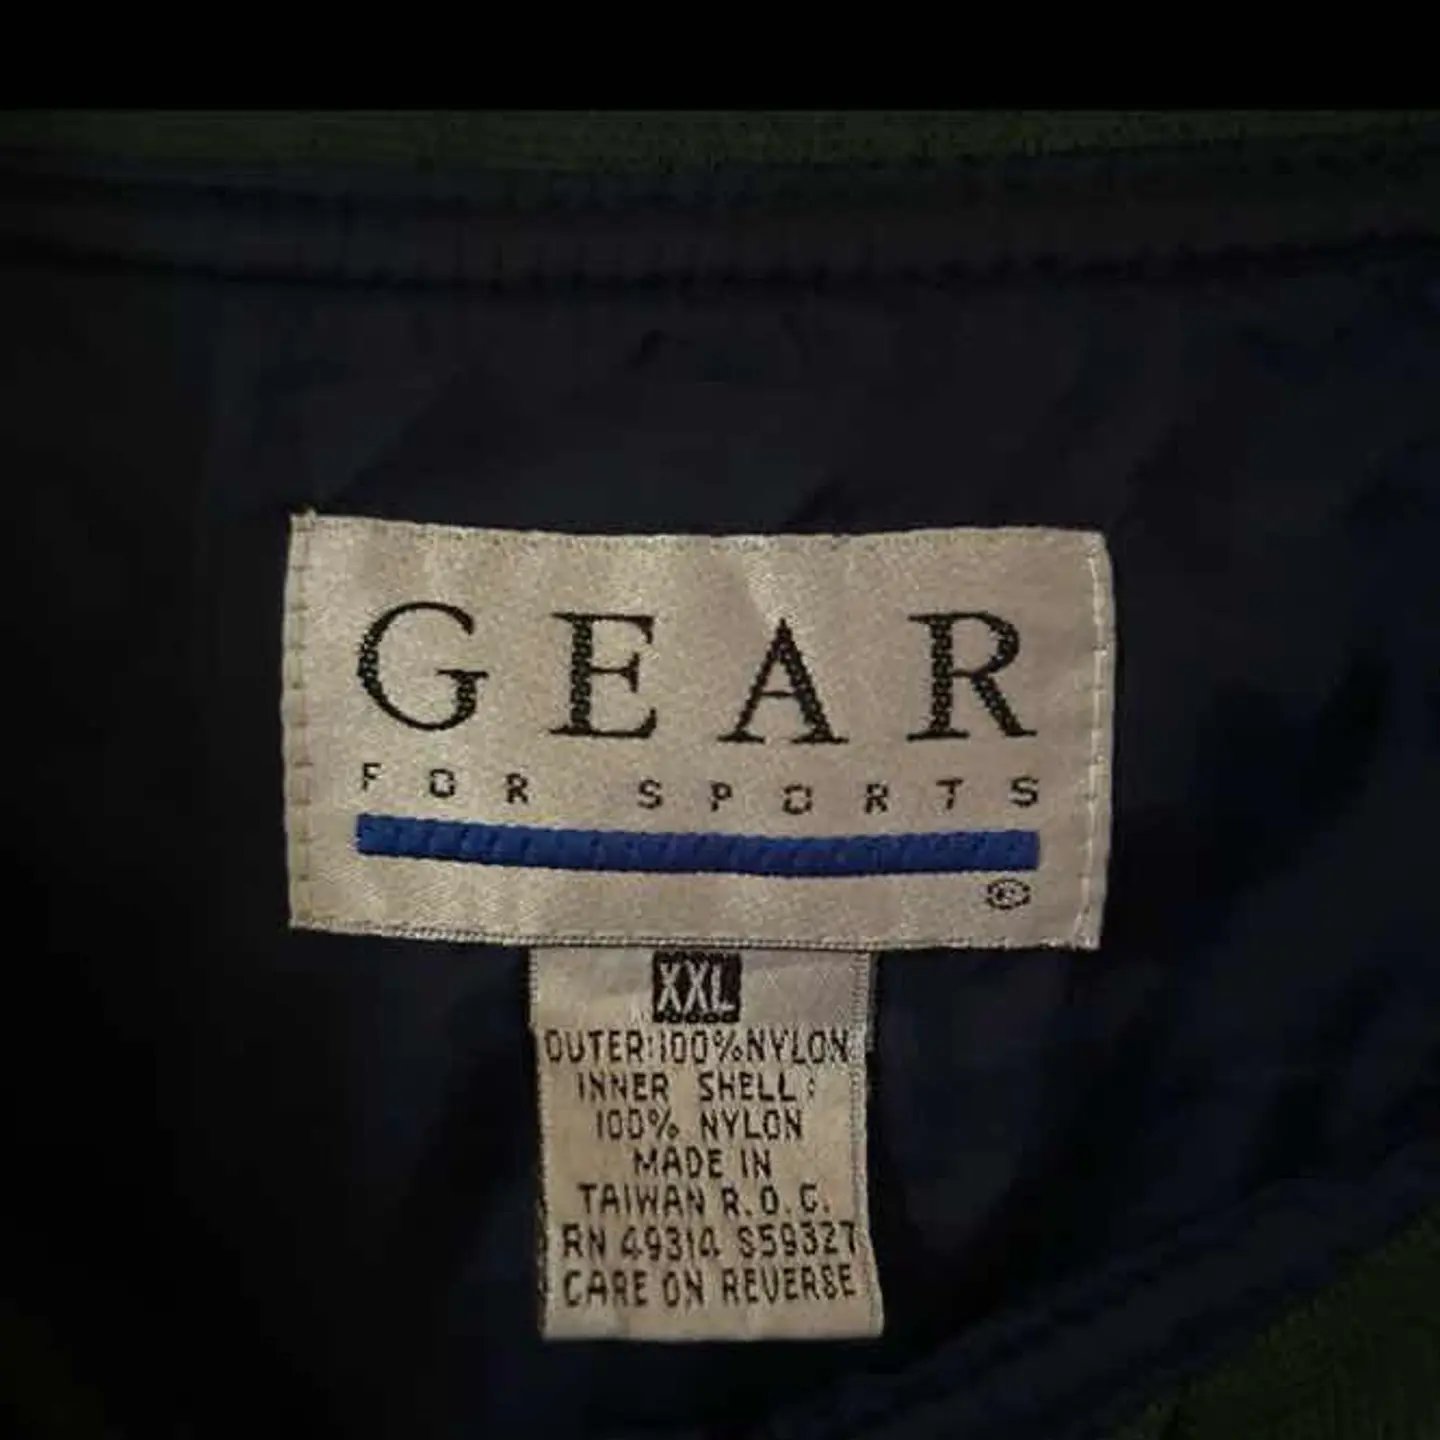 GEAR
FOR SPORTS
®
XXL
OUTER:100%NYLON
INNER SHELL:
100% NYLON
MADE IN
TAIWAN R.O.C.
RN 49314 S59327
CARE ON REVERSE